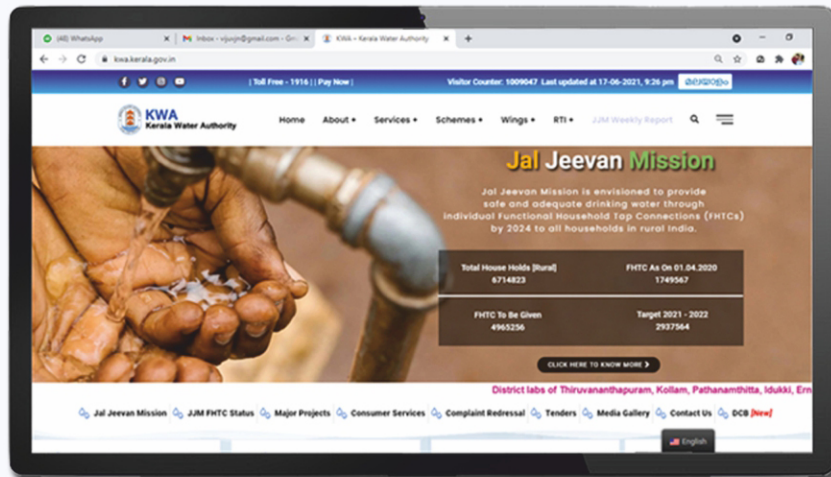 (46) WhatsApp
Inbox - vijuvjn@gmail.com - Gm
KWA – Kerala Water Authority
kwa.kerala.gov.in
| Toll Free - 1916 | | Pay Now |
Visitor Counter: 1009047 Last updated at 17-06-2021, 9:26 pm
മലയാളം
KWA
Kerala Water Authority
Home About Services Schemes Wings RTI JJM Weekly Report
Jal Jeevan Mission
Jal Jeevan Mission is envisioned to provide
safe and adequate drinking water through
individual Functional Household Tap Connections (FHTCs)
by 2024 to all households in rural India.
Total House Holds [Rural]
6714823
FHTC As On 01.04.2020
1749567
FHTC To Be Given
4965256
Target 2021 - 2022
2937564
CLICK HERE TO KNOW MORE
District labs of Thiruvananthapuram, Kollam, Pathanamthitta, Idukki, Ern
Jal Jeevan Mission JJM FHTC Status Major Projects Consumer Services Complaint Redressal Tenders Media Gallery Contact Us DCB [New]
English